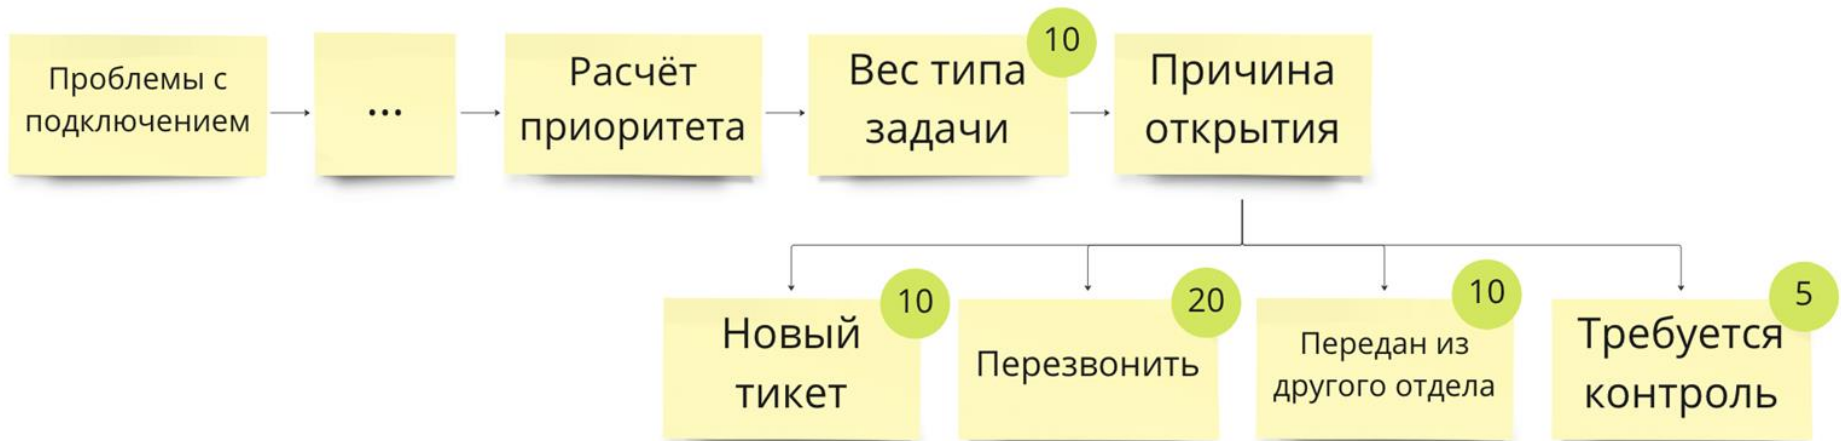 Проблемы с
подключением
...
Расчёт
приоритета
Вес типа
задачи
10
Причина
открытия
Новый
тикет
10
Перезвонить
20
Передан из
другого отдела
10
Требуется
контроль
5